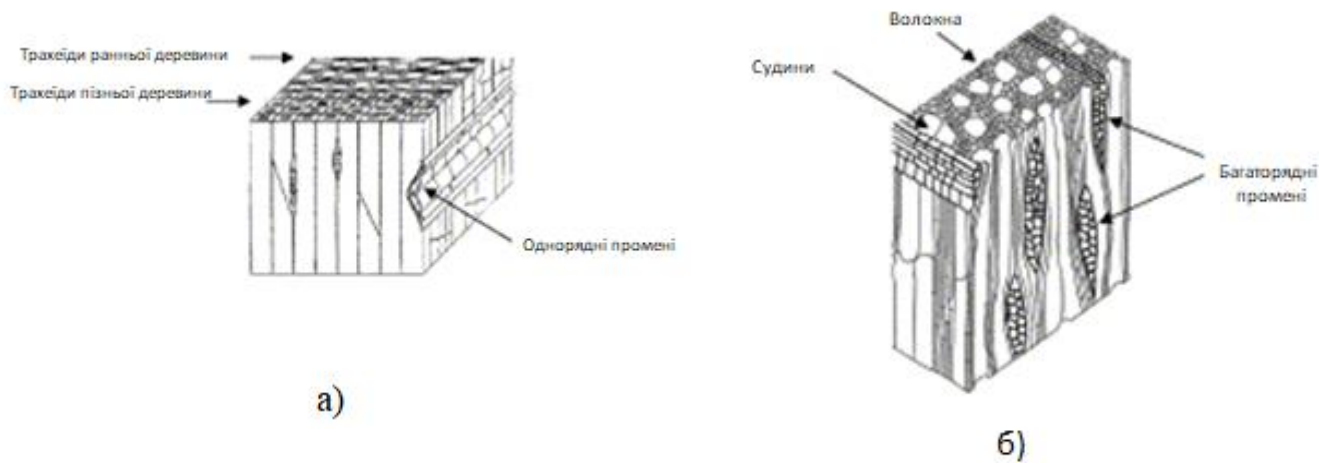 Трахеїди ранньої деревини
Трахеїди пізньої деревини
Однорядні промені
а)
Волокна
Судини
Багаторядні
промені
б)